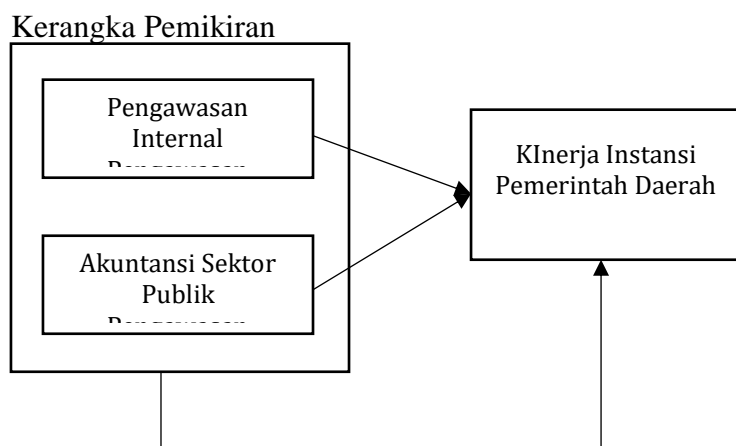 Kerangka Pemikiran
Pengawasan
Internal
KInerja Instansi
Pemerintah Daerah
Akuntansi Sektor
Publik